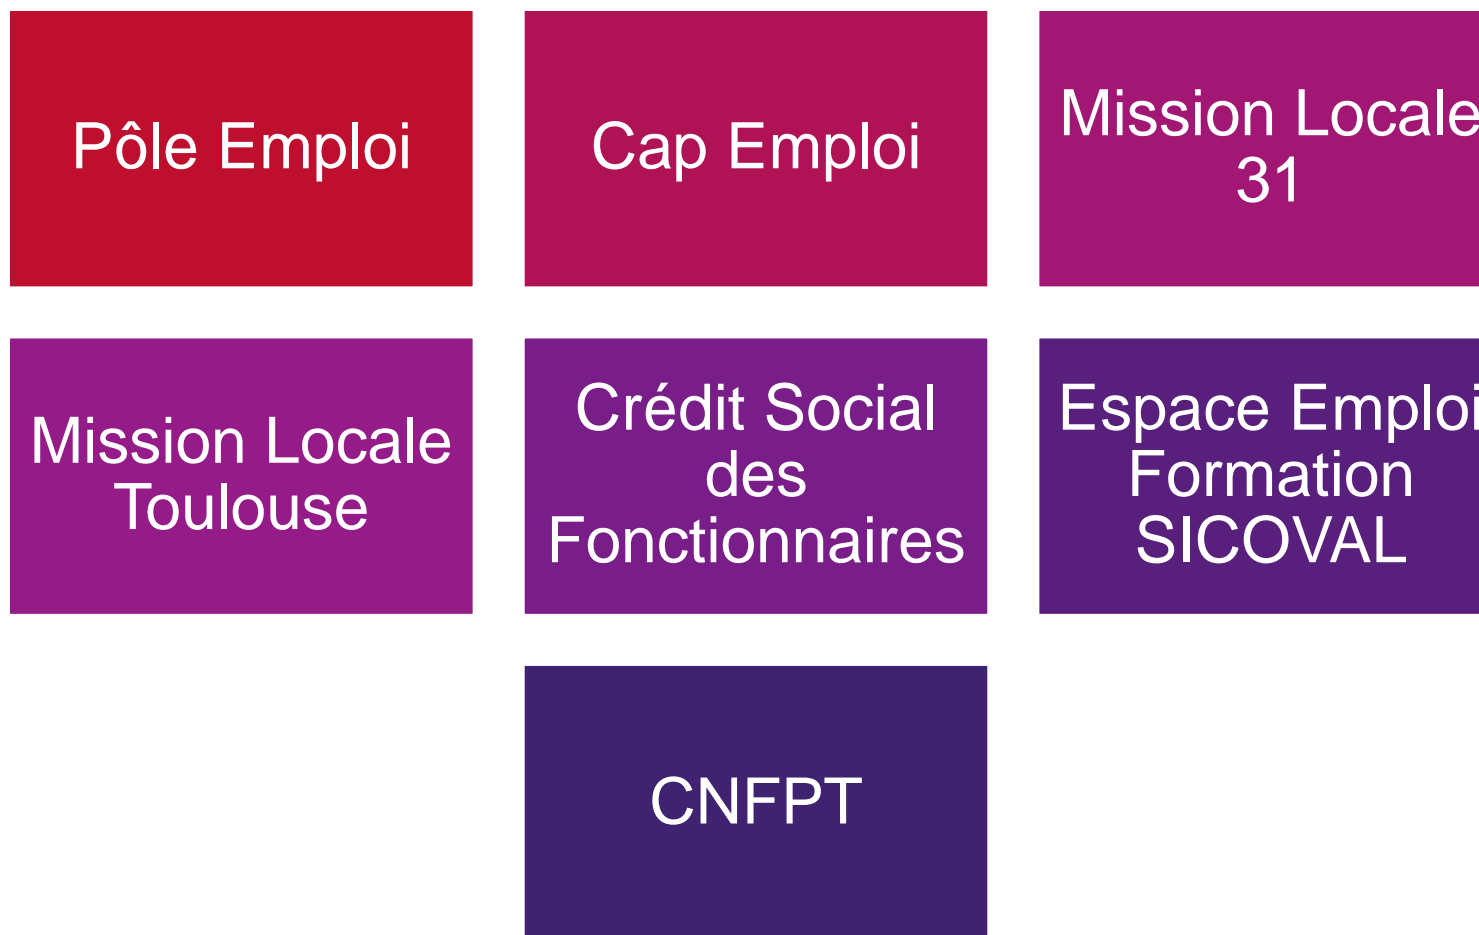 Pôle Emploi
Cap Emploi
Mission Locale
31
Mission Locale
Toulouse
Crédit Social
des
Fonctionnaires
Espace Emploi
Formation
SICOVAL
CNFPT